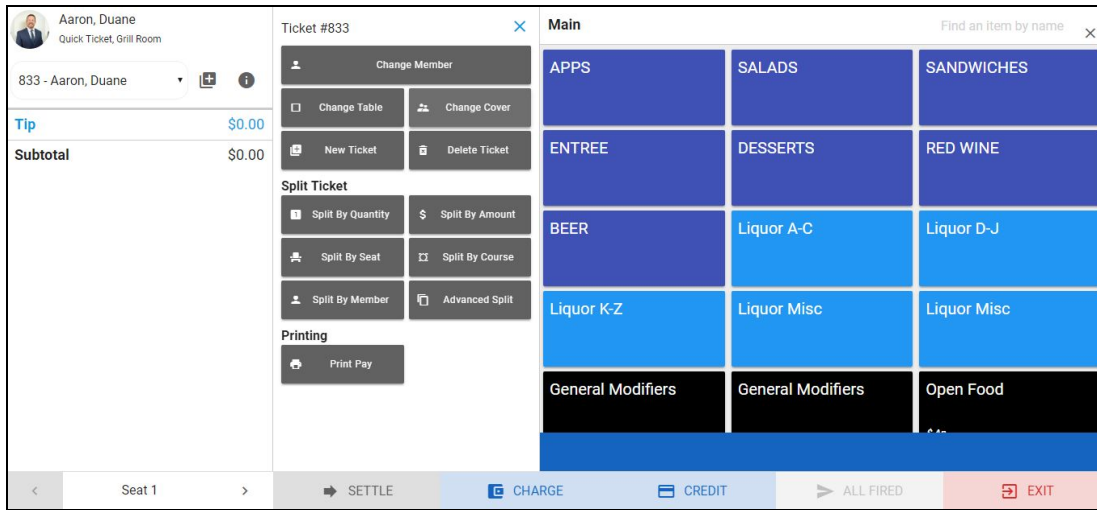 Aaron, Duane
Quick Ticket, Grill Room
833 - Aaron, Duane
Tip $0.00
Subtotal $0.00
Seat 1
Ticket #833
Change Member
Change Table Change Cover
New Ticket Delete Ticket
Split Ticket
1 Split By Quantity $ Split By Amount
Split By Seat Split By Course
Split By Member Advanced Split
Printing
Print Pay
Main Find an item by name
APPS SALADS SANDWICHES
ENTREE DESSERTS RED WINE
BEER Liquor A-C Liquor D-J
Liquor K-Z Liquor Misc Liquor Misc
General Modifiers General Modifiers Open Food
SETTLE CHARGE CREDIT ALL FIRED EXIT